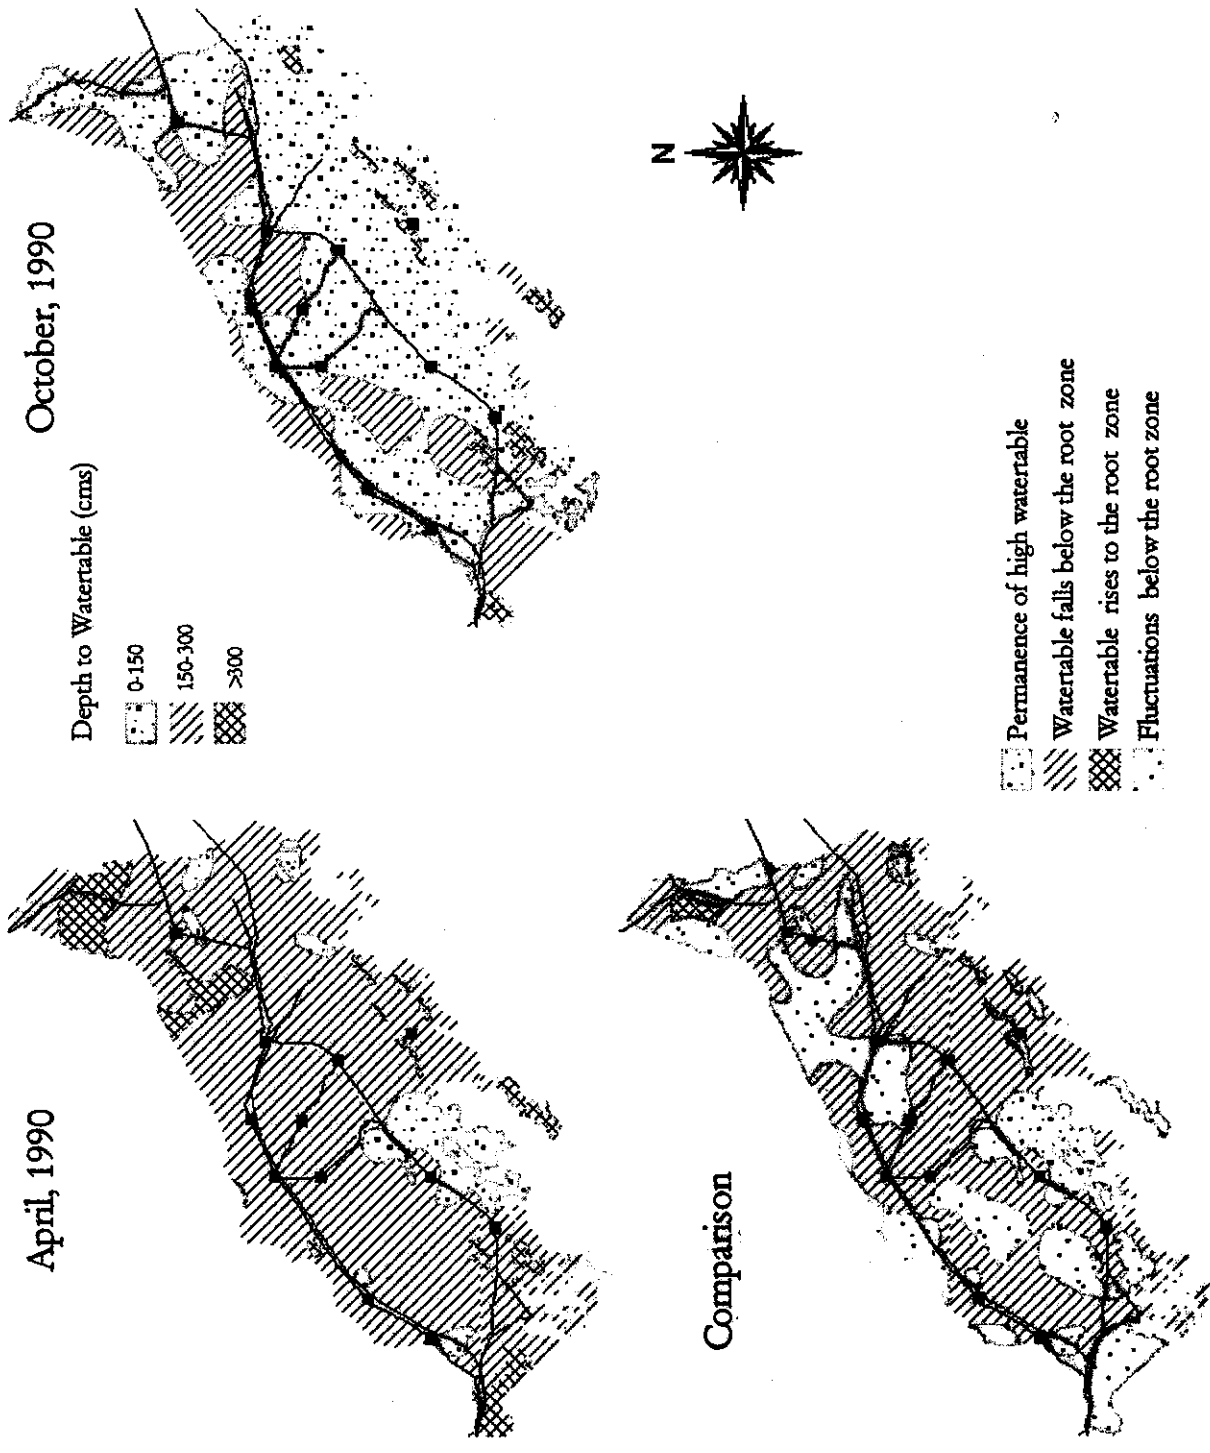 April, 1990
October, 1990
Depth to Watertable (cms)
0-150
150-300
>300
Comparison
N
Permanence of high watertable
Watertable falls below the root zone
Watertable rises to the root zone
Fluctuations below the root zone